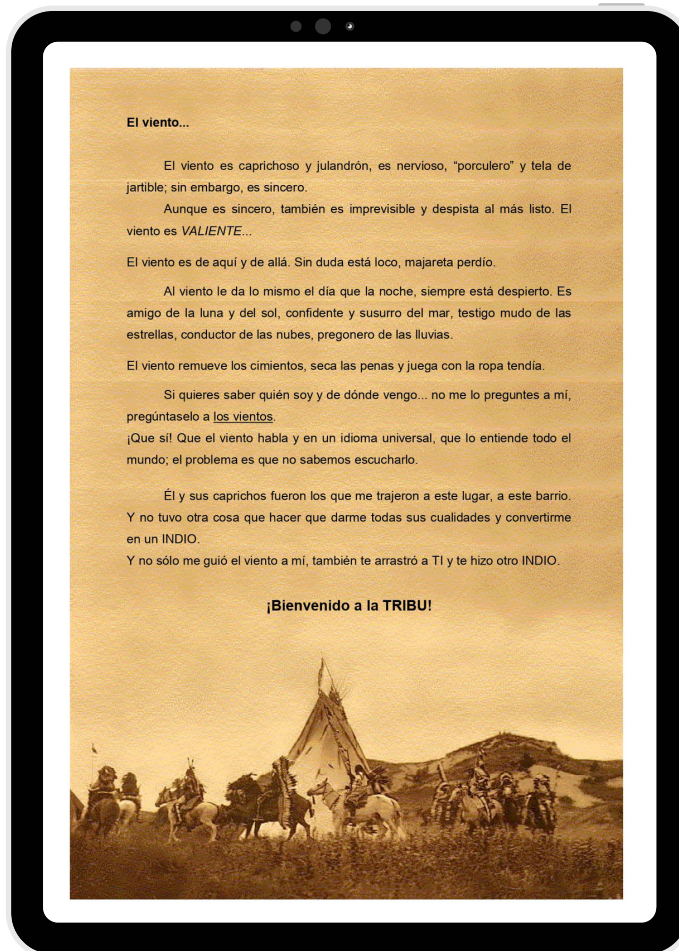 El viento...
El viento es caprichoso y julandrón, es nervioso, “porculero” y tela de
jartible; sin embargo, es sincero.
Aunque es sincero, también es imprevisible y despista al más listo. El
viento es VALIENTE...
El viento es de aquí y de allá. Sin duda está loco, majareta perdío.
Al viento le da lo mismo el día que la noche, siempre está despierto. Es
amigo de la luna y del sol, confidente y susurro del mar, testigo mudo de las
estrellas, conductor de las nubes, pregonero de las lluvias.
El viento remueve los cimientos, seca las penas y juega con la ropa tendía.
Si quieres saber quién soy y de dónde vengo... no me lo preguntes a mí,
pregúntaselo a los vientos.
¡Que sí! Que el viento habla y en un idioma universal, que lo entiende todo el
mundo; el problema es que no sabemos escucharlo.
Él y sus caprichos fueron los que me trajeron a este lugar, a este barrio.
Y no tuvo otra cosa que hacer que darme todas sus cualidades y convertirme
en un INDIO.
Y no sólo me guió el viento a mí, también te arrastró a TI y te hizo otro INDIO.
¡Bienvenido a la TRIBU!